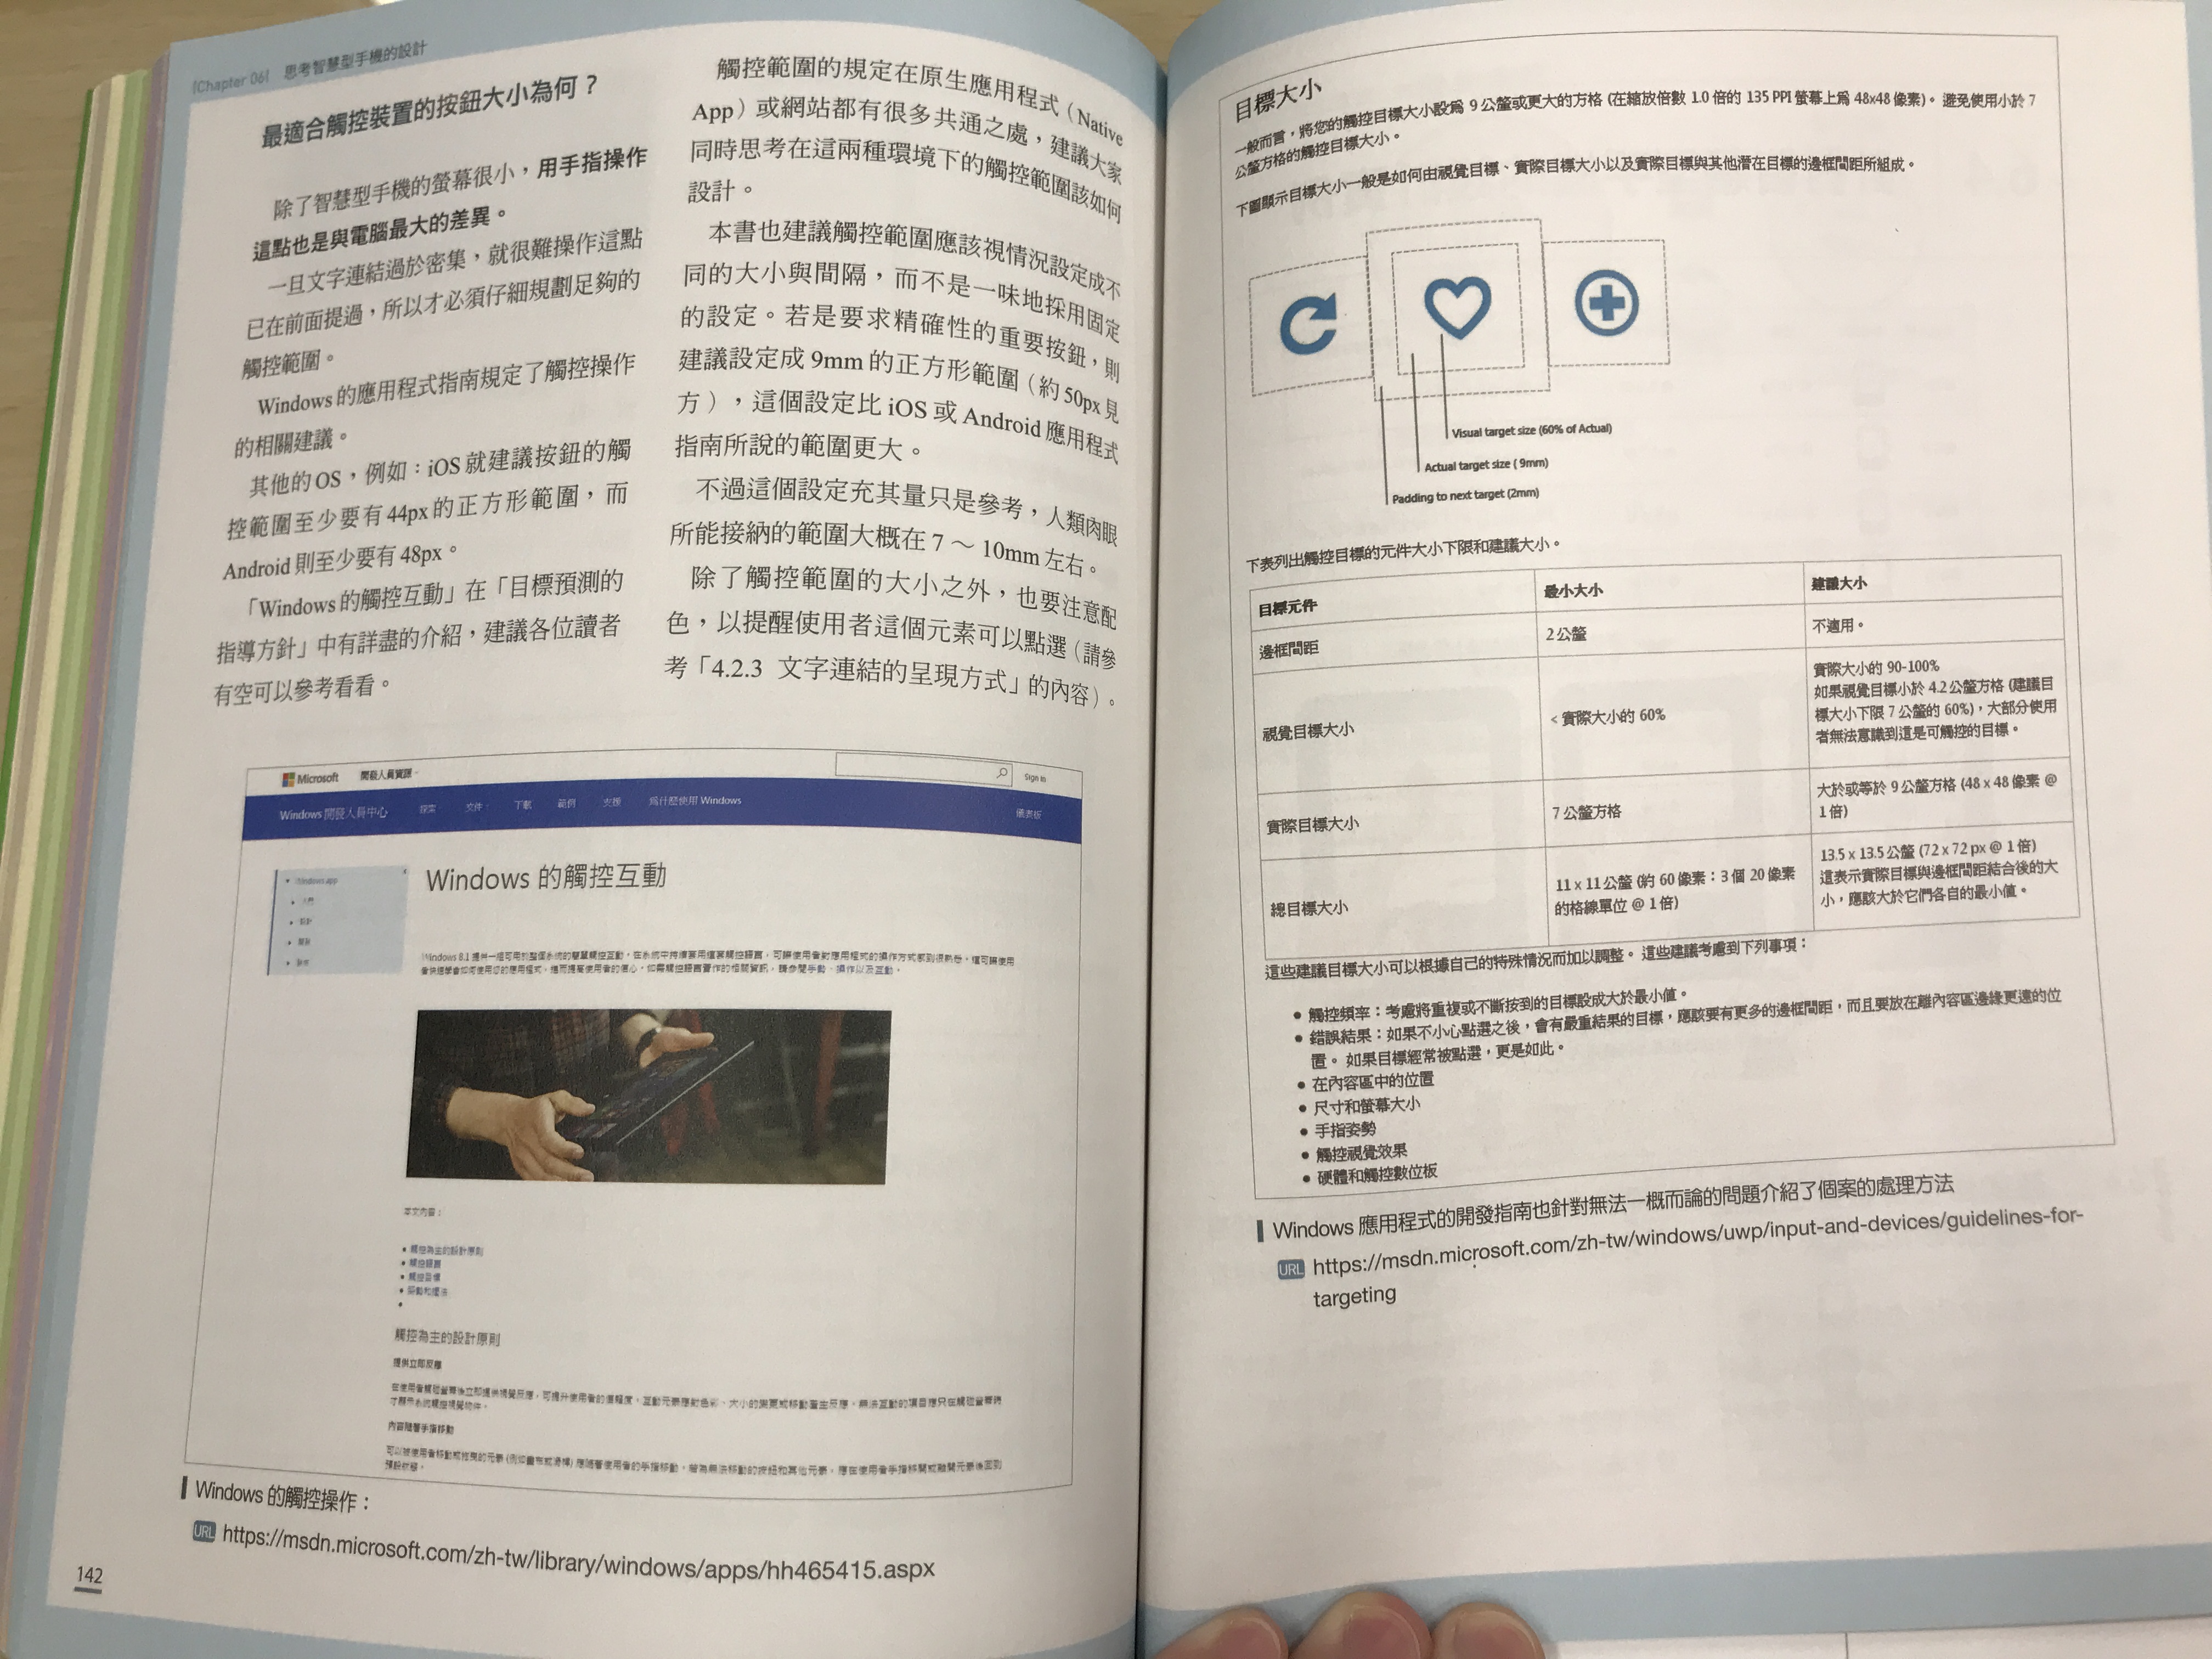 [Chapter 06] 思考智慧型手機的設計
最適合觸控裝置的按鈕大小為何？
除了智慧型手機的螢幕很小，用手指操作
這點也是與電腦最大的差異。
一旦文字連結過於密集，就很難操作這點
已在前面提過，所以才必須仔細規劃足夠的
觸控範圍。
Windows 的應用程式指南規定了觸控操作
的相關建議。
其他的 OS，例如：iOS 就建議按鈕的觸
控範圍至少要有 44px 的正方形範圍，而
Android 則至少要有 48px。
「Windows 的觸控互動」在「目標預測的
指導方針」中有詳盡的介紹，建議各位讀者
有空可以參考看看。
觸控範圍的規定在原生應用程式（Native
App）或網站都有很多共通之處，建議大家
同時思考在這兩種環境下的觸控範圍該如何
設計。
本書也建議觸控範圍應該視情況設定成不
同的大小與間隔，而不是一味地採用固定
的設定。若是要求精確性的重要按鈕，則
建議設定成 9mm 的正方形範圍（約 50px 見
方），這個設定比 iOS 或 Android 應用程式
指南所說的範圍更大。
不過這個設定充其量只是參考，人類肉眼
所能接納的範圍大概在 7 ～ 10mm 左右。
除了觸控範圍的大小之外，也要注意配
色，以提醒使用者這個元素可以點選（請參
考「4.2.3 文字連結的呈現方式」的內容）。
Microsoft 開發人員資源
Sign in
Windows 開發人員中心 探索 文件 下載 範例 支援 為什麼使用 Windows 儀表板
Windows app
入門
設計
開發
Windows 的觸控互動
本文內容：
觸控為主的設計原則
觸控語言
觸控目標
觸控為主的設計原則
提供立即反應
內容隨著手指移動
Windows 的觸控操作：
URL https://msdn.microsoft.com/zh-tw/library/windows/apps/hh465415.aspx
142
目標大小
一般而言，將您的觸控目標大小設為 9 公釐或更大的方格 (在縮放倍數 1.0 倍的 135 PPI 螢幕上為 48x48 像素)。 避免使用小於 7
公釐方格的觸控目標大小。
下圖顯示目標大小一般是如何由視覺目標、實際目標大小以及實際目標與其他潛在目標的邊框間距所組成。
Visual target size (60% of Actual)
Actual target size ( 9mm)
Padding to next target (2mm)
下表列出觸控目標的元件大小下限和建議大小。
目標元件 最小大小 建議大小
邊框間距 2 公釐 不適用。
視覺目標大小 < 實際大小的 60%
實際大小的 90-100%
如果視覺目標小於 4.2 公釐方格 (建議目
標大小下限 7 公釐的 60%)，大部分使用
者無法意識到這是可觸控的目標。
實際目標大小 7 公釐方格
大於或等於 9 公釐方格 (48 x 48 像素 @
1 倍)
總目標大小
11 x 11 公釐 (約 60 像素：3 個 20 像素
的格線單位 @ 1 倍)
13.5 x 13.5 公釐 (72 x 72 px @ 1 倍)
這表示實際目標與邊框間距結合後的大
小，應該大於它們各自的最小值。
這些建議目標大小可以根據自己的特殊情況而加以調整。 這些建議考慮到下列事項：
• 觸控頻率：考慮將重複或不斷按到的目標設成大於最小值。
• 錯誤結果：如果不小心點選之後，會有嚴重結果的目標，應該要有更多的邊框間距，而且要放在離內容區邊緣更遠的位
置。 如果目標經常被點選，更是如此。
• 在內容區中的位置
• 尺寸和螢幕大小
• 手指姿勢
• 觸控視覺效果
• 硬體和觸控數位板
Windows 應用程式的開發指南也針對無法一概而論的問題介紹了個案的處理方法
URL https://msdn.microsoft.com/zh-tw/windows/uwp/input-and-devices/guidelines-for-
targeting